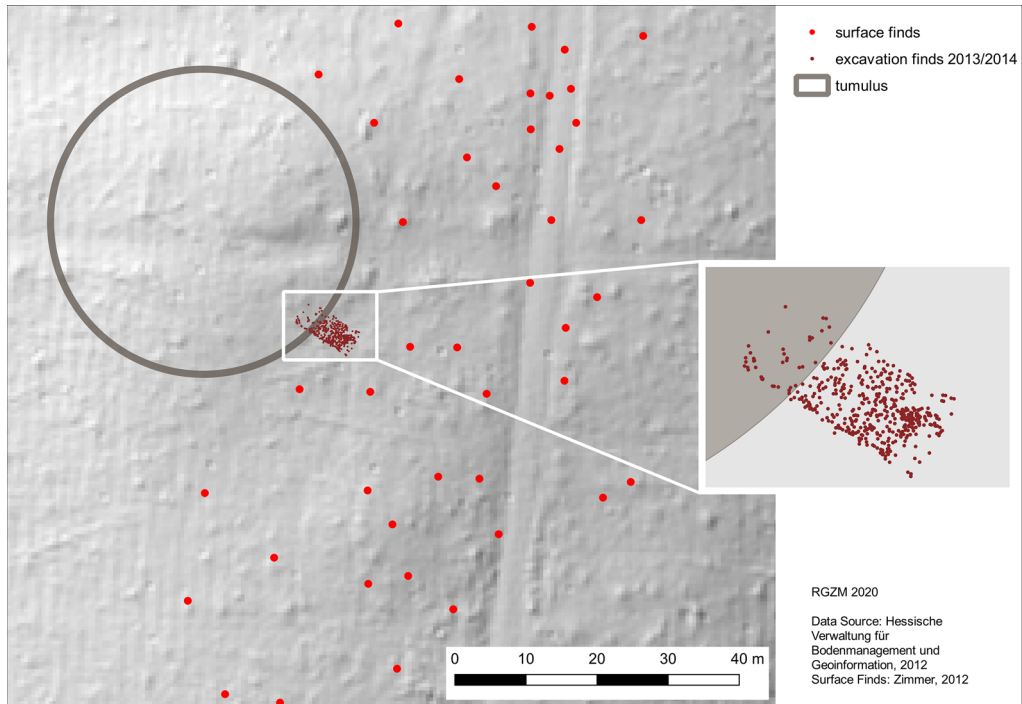 surface finds
excavation finds 2013/2014
tumulus
RGZM 2020
Data Source: Hessische
Verwaltung für
Bodenmanagement und
Geoinformation, 2012
Surface Finds: Zimmer, 2012
0 10 20 30 40 m